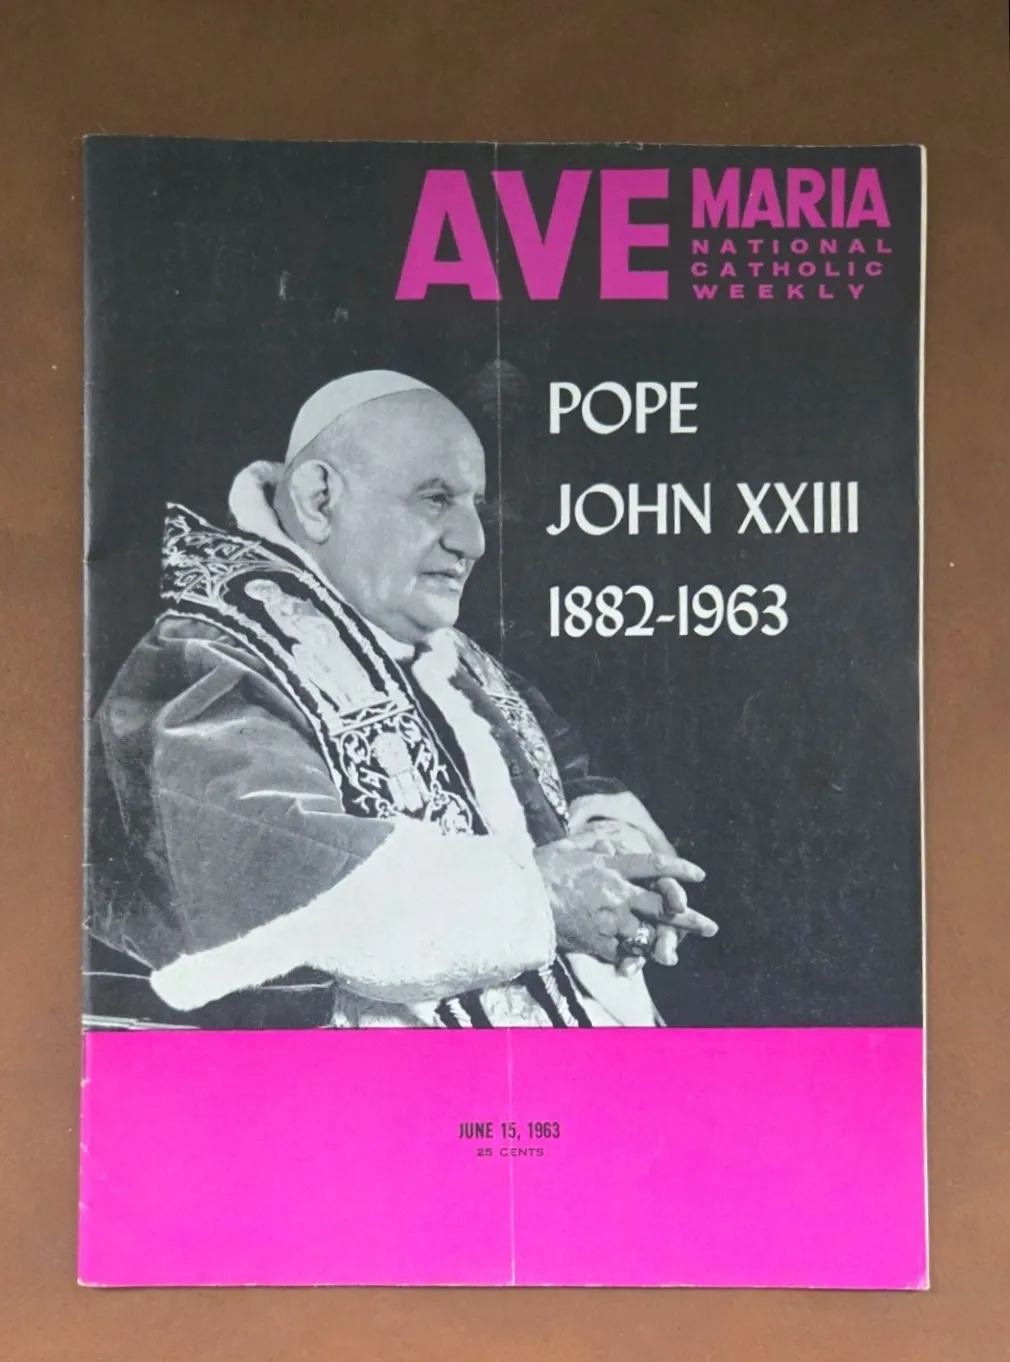 AVE MARIA
NATIONAL
CATHOLIC
WEEKLY
POPE
JOHN XXIII
1882-1963
JUNE 15, 1963
25 CENTS